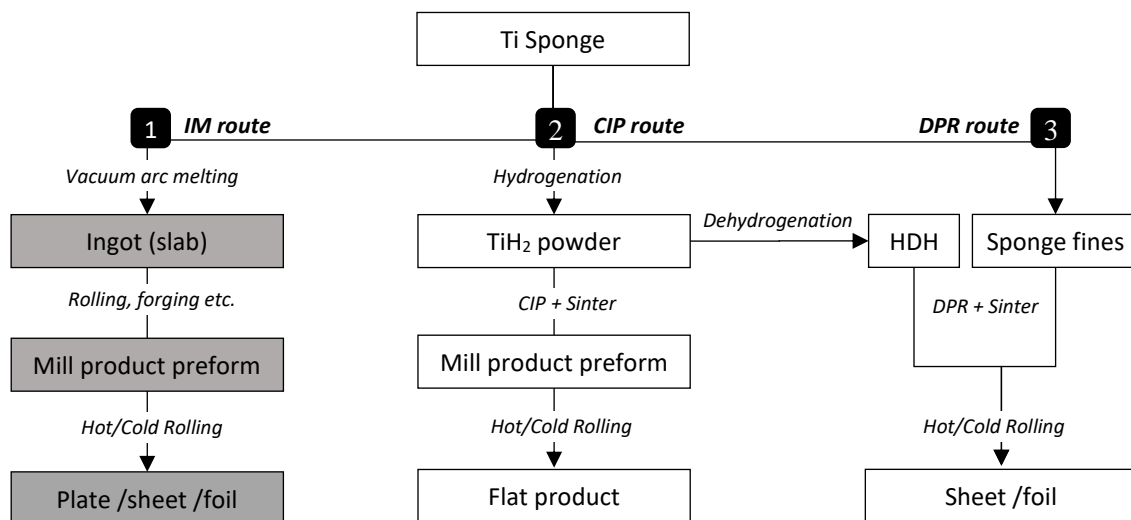 Ti Sponge
1 IM route
2 CIP route
DPR route 3
Vacuum arc melting
Hydrogenation
Dehydrogenation
Ingot (slab)
TiH₂ powder
HDH
Sponge fines
Rolling, forging etc.
CIP + Sinter
DPR + Sinter
Mill product preform
Mill product preform
Hot/Cold Rolling
Hot/Cold Rolling
Hot/Cold Rolling
Plate /sheet /foil
Flat product
Sheet /foil